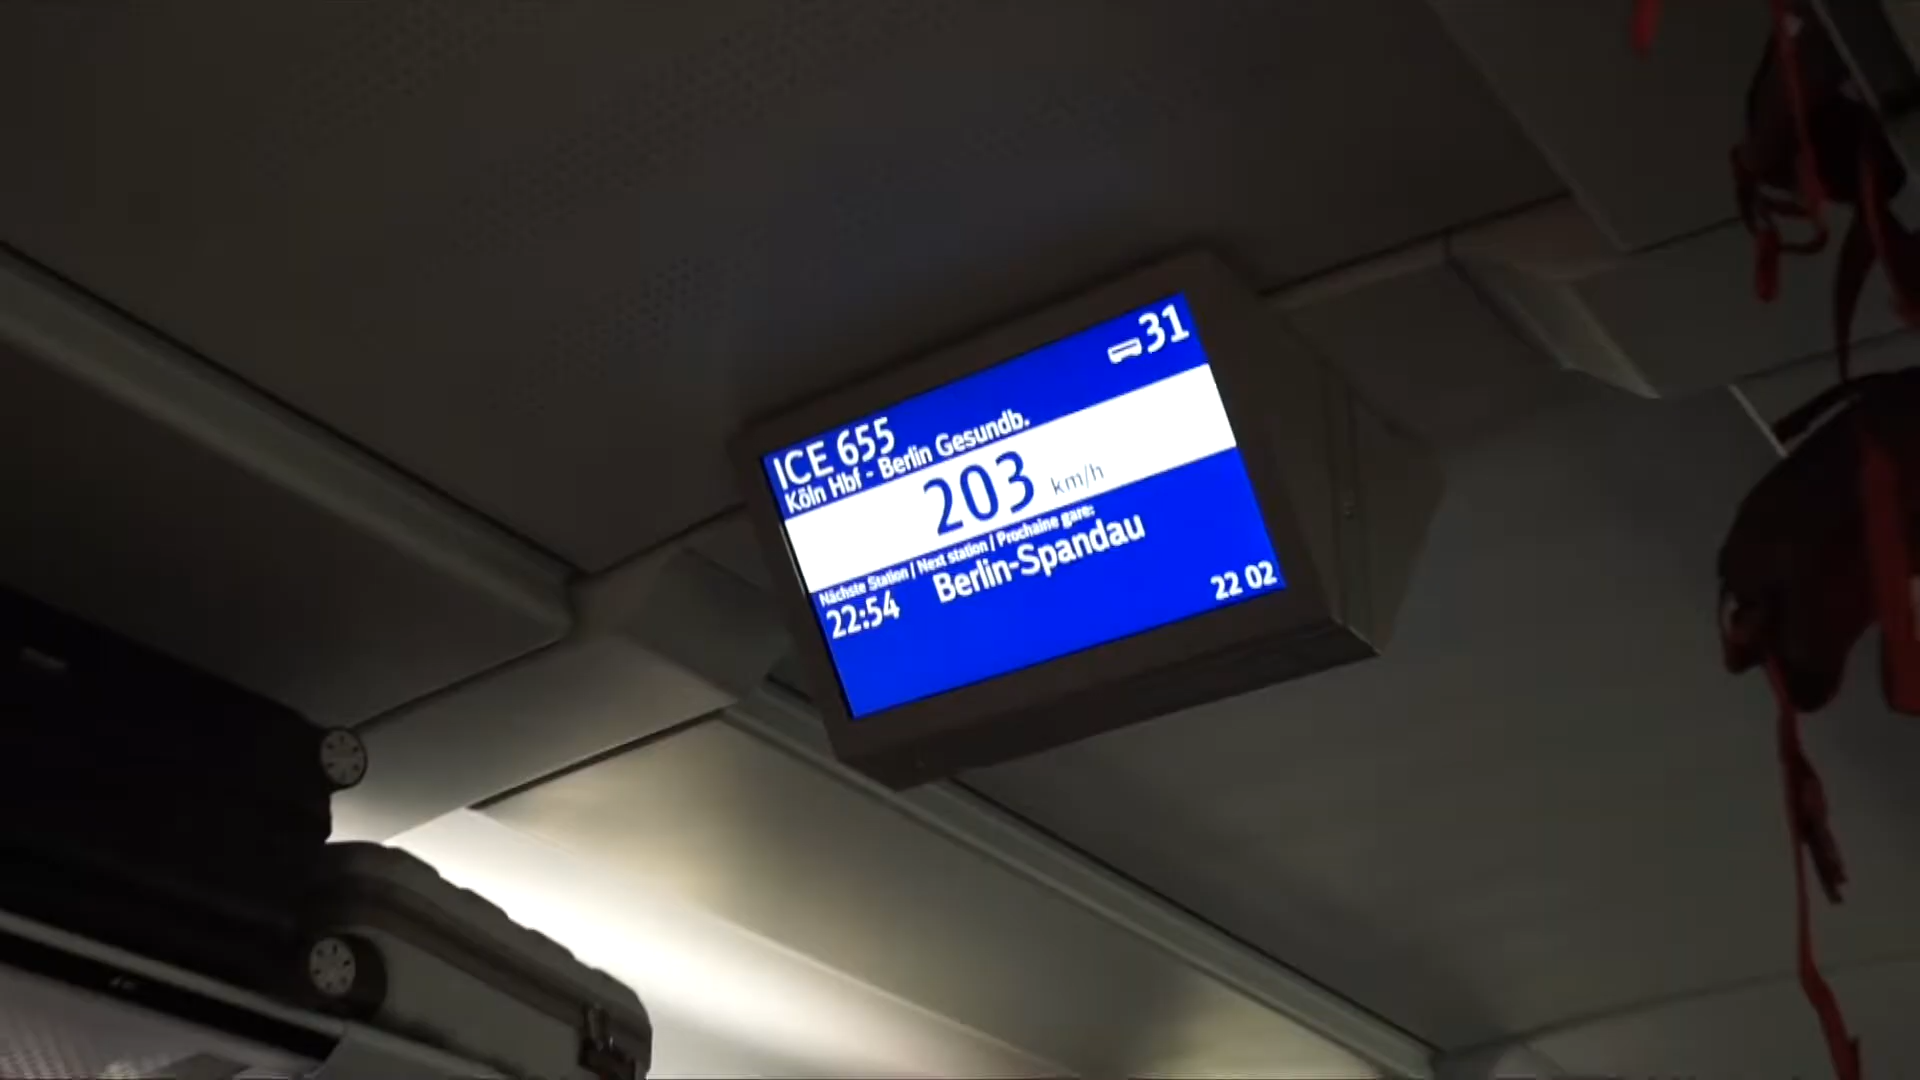 31
ICE 655
Köln Hbf - Berlin Gesundb.
203 km/h
Nächste Station / Next station / Prochaine gare:
22:54 Berlin-Spandau
22 02